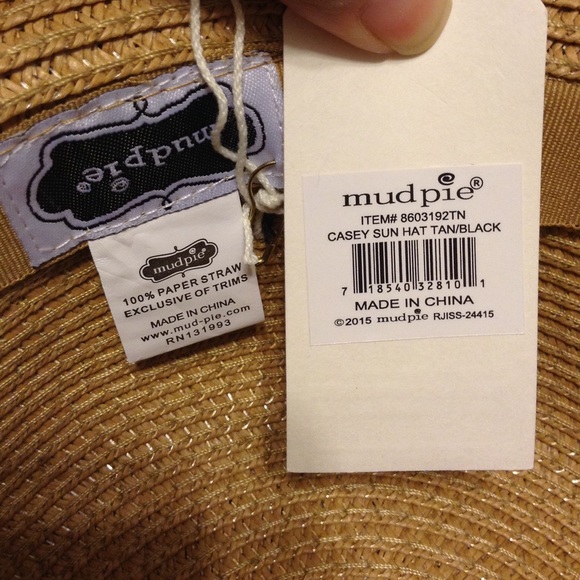 mudpie®
mudpie
100% PAPER STRAW
EXCLUSIVE OF TRIMS
MADE IN CHINA
www.mud-pie.com
RN131993
mudpie®
ITEM# 8603192TN
CASEY SUN HAT TAN/BLACK
7 18540 32810 1
MADE IN CHINA
©2015 mudpie RJISS-24415